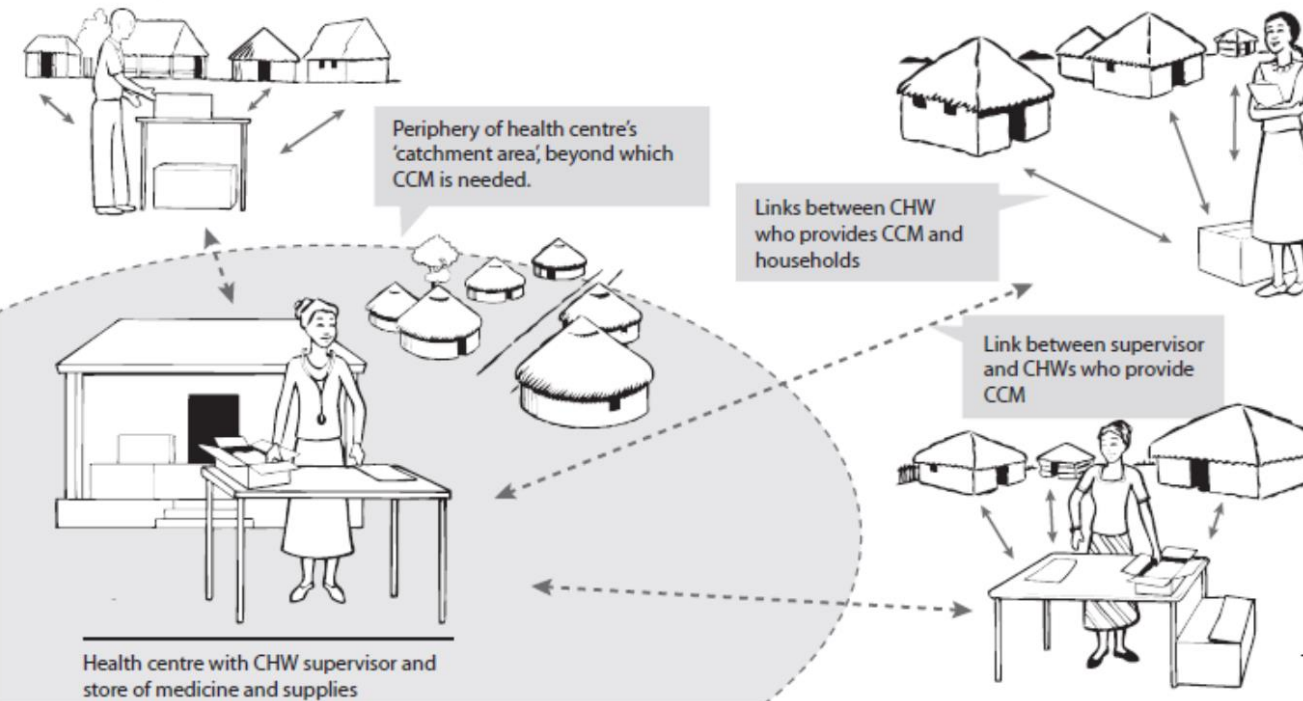 Periphery of health centre's
'catchment area', beyond which
CCM is needed.
Links between CHW
who provides CCM and
households
Link between supervisor
and CHWs who provide
CCM
Health centre with CHW supervisor and
store of medicine and supplies